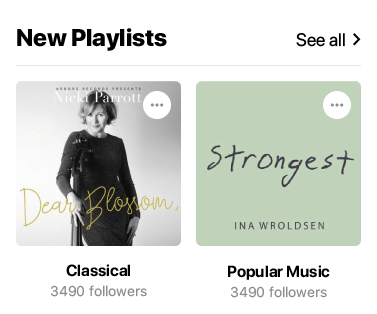 New Playlists
See all
ARBORS RECORDS PRESENTS
Nicki Parrott
Dear Blossom,
Strongest
INA WROLDSEN
Classical
Popular Music
3490 followers
3490 followers